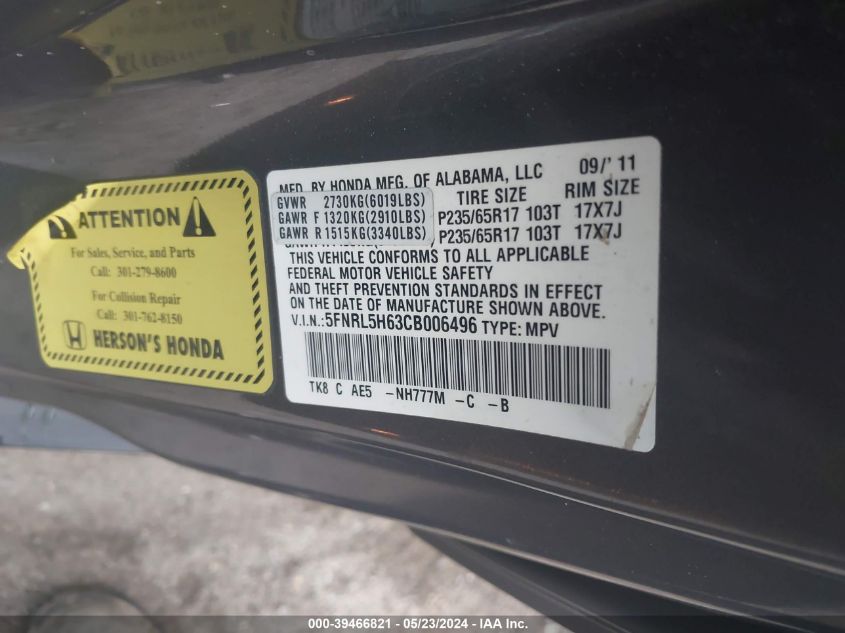 ATTENTION
For Sales, Service, and Parts
Call: 301-279-8600
For Collision Repair
Call: 301-762-8150
HERSON'S HONDA
MFD. BY HONDA MFG. OF ALABAMA, LLC 09/'11
TIRE SIZE RIM SIZE
GVWR 2730KG(6019LBS)
GAWR F 1320KG(2910LBS) P235/65R17 103T 17X7J
GAWR R 1515KG(3340LBS) P235/65R17 103T 17X7J
THIS VEHICLE CONFORMS TO ALL APPLICABLE
FEDERAL MOTOR VEHICLE SAFETY
AND THEFT PREVENTION STANDARDS IN EFFECT
ON THE DATE OF MANUFACTURE SHOWN ABOVE.
V.I.N.:5FNRL5H63CB006496 TYPE: MPV
TK8 C AE5 -NH777M -C -B
000-39466821 - 05/23/2024 - IAA Inc.